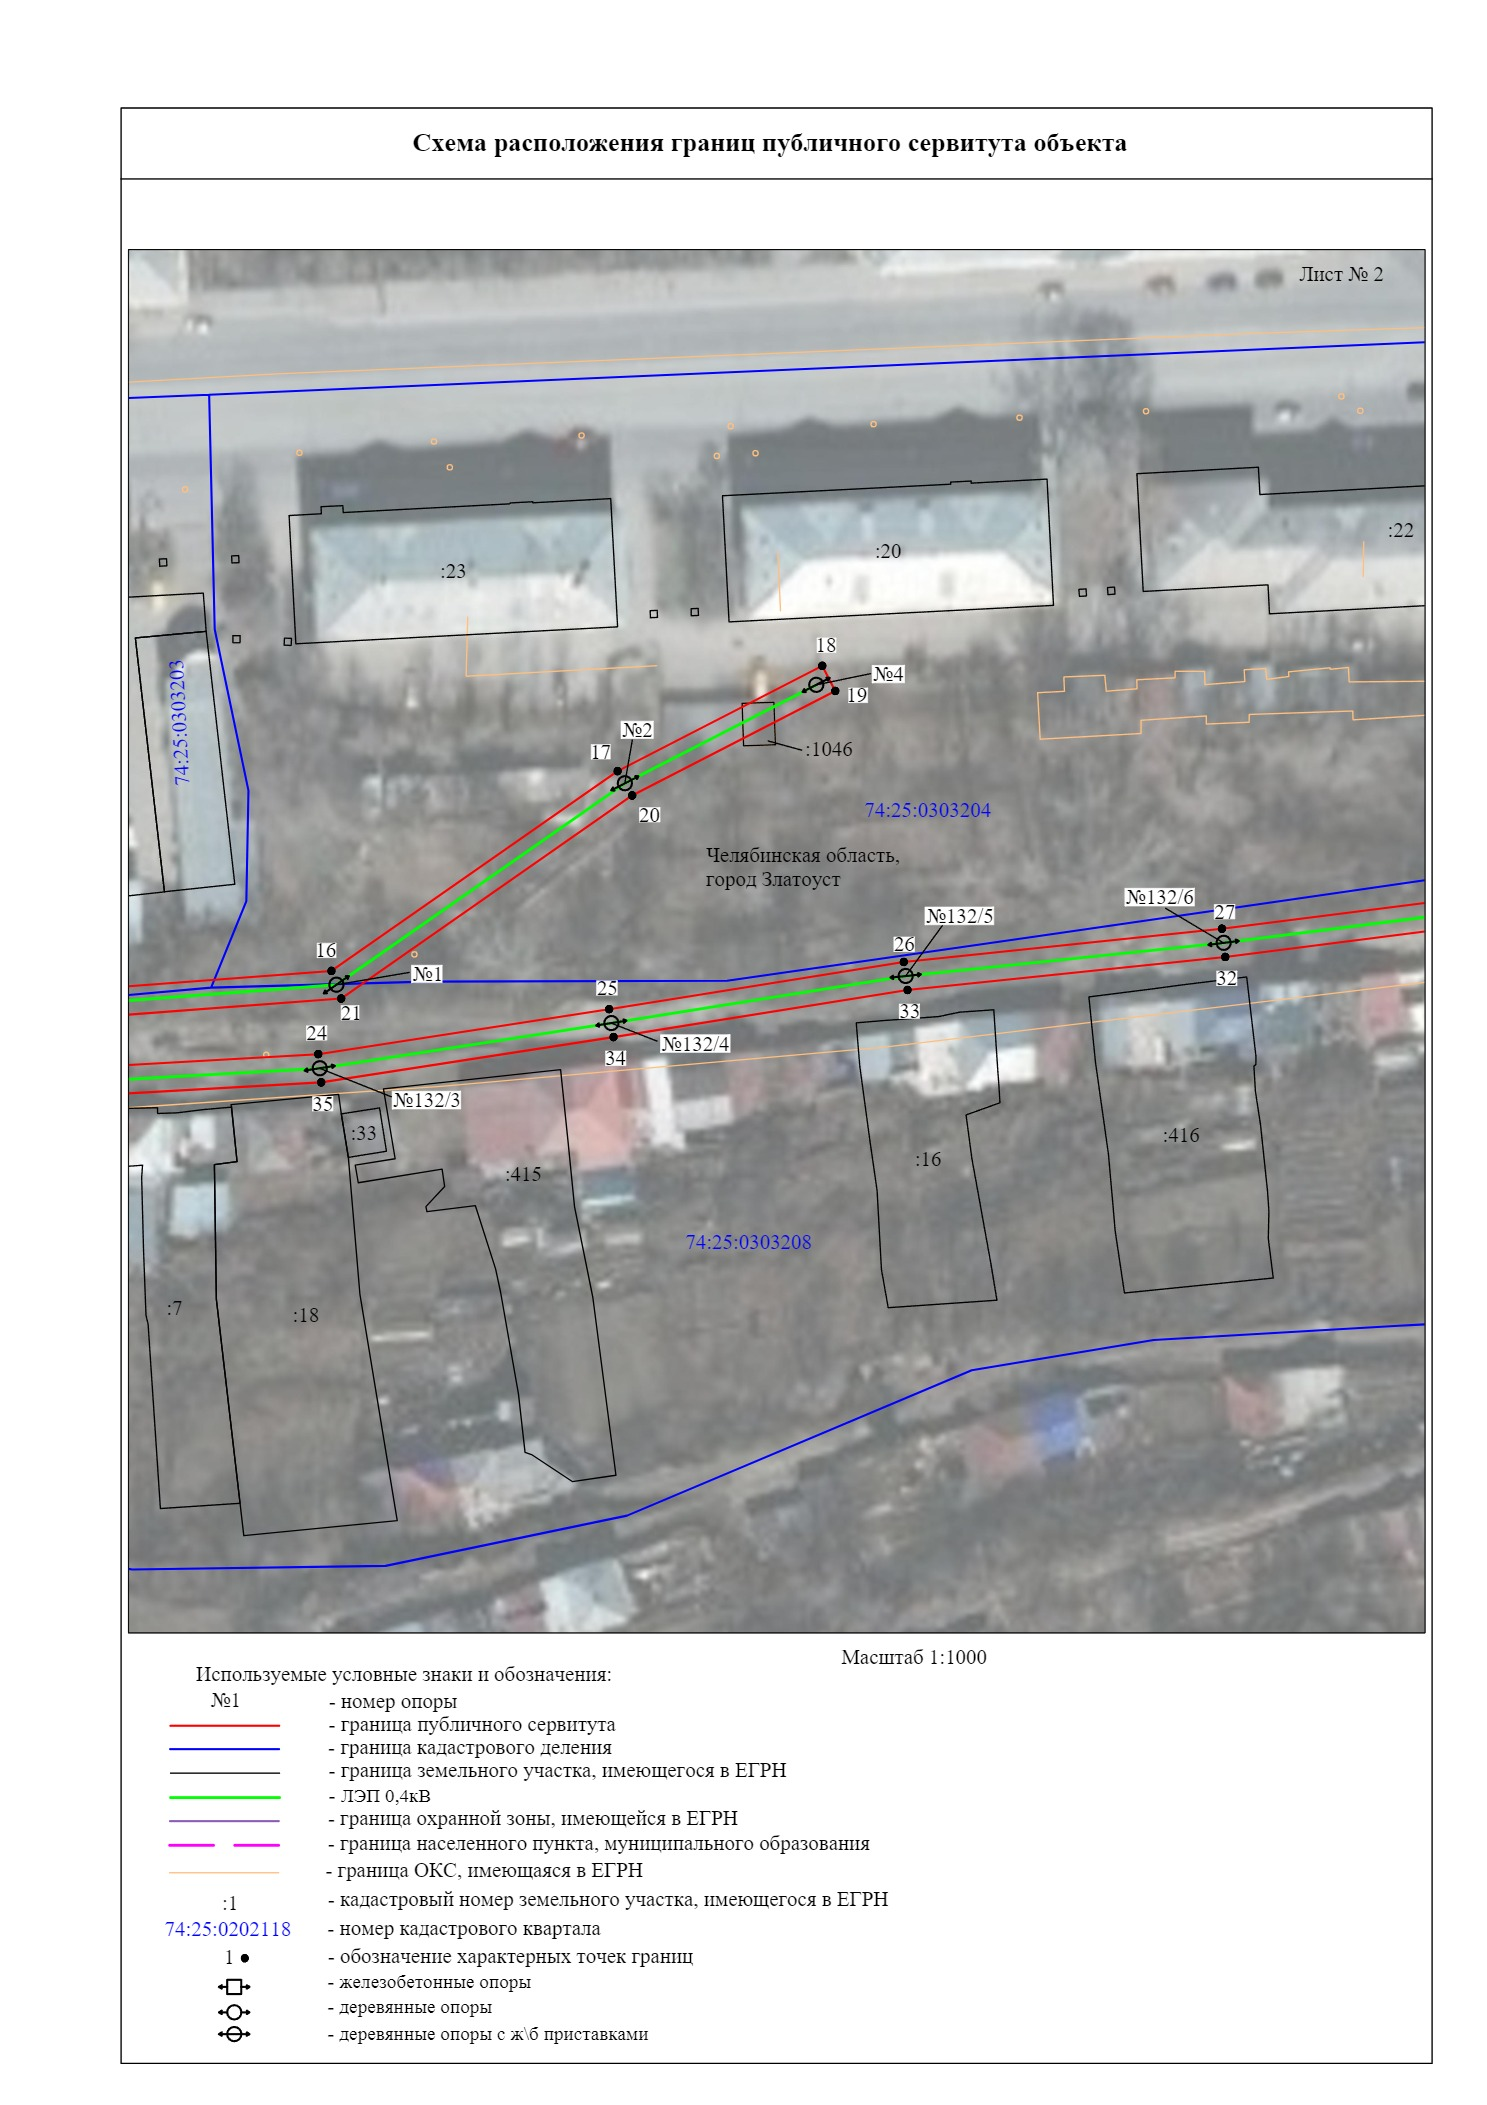 Схема расположения границ публичного сервитута объекта
Лист № 2
:22
:20
:23
18
№4
19
74:25:0303203
№2
17
:1046
20
74:25:0303204
Челябинская область,
город Златоуст
№132/6
27
№132/5
26
16
№1
32
25
21
33
24
№132/4
34
№132/3
35
:33
:416
:16
:415
74:25:0303208
:7
:18
Масштаб 1:1000
Используемые условные знаки и обозначения:
№1 - номер опоры
- граница публичного сервитута
- граница кадастрового деления
- граница земельного участка, имеющегося в ЕГРН
- ЛЭП 0,4кВ
- граница охранной зоны, имеющейся в ЕГРН
- граница населенного пункта, муниципального образования
- граница ОКС, имеющаяся в ЕГРН
:1 - кадастровый номер земельного участка, имеющегося в ЕГРН
74:25:0202118 - номер кадастрового квартала
1 - обозначение характерных точек границ
- железобетонные опоры
- деревянные опоры
- деревянные опоры с ж\б приставками